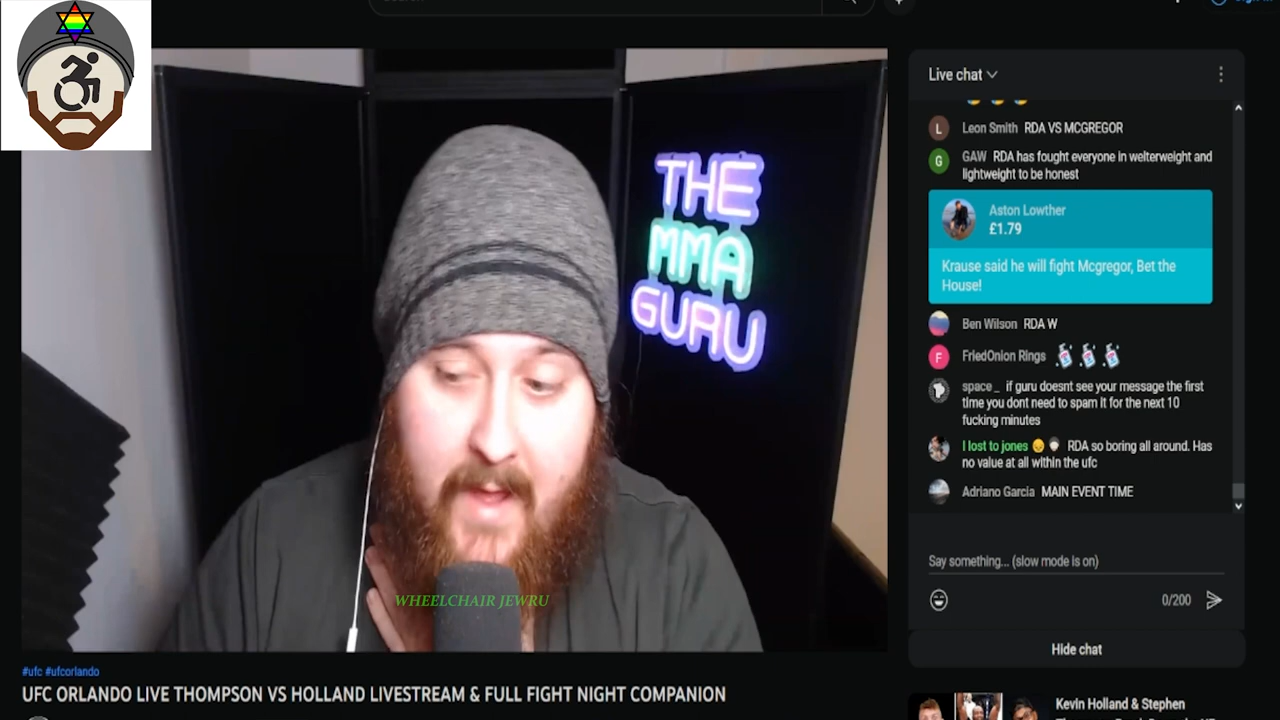 Live chat
Leon Smith RDA VS MCGREGOR
GAW RDA has fought everyone in welterweight and
lightweight to be honest
Aston Lowther
£1.79
Krause said he will fight Mcgregor, Bet the
House!
Ben Wilson RDA W
FriedOnion Rings
space_ if guru doesnt see your message the first
time you dont need to spam it for the next 10
fucking minutes
I lost to jones 😞 RDA so boring all around. Has
no value at all within the ufc
Adriano Garcia MAIN EVENT TIME
Say something... (slow mode is on)
0/200
Hide chat
THE
MMA
GURU
WHEELCHAIR JEWRU
#ufc #ufcorlando
UFC ORLANDO LIVE THOMPSON VS HOLLAND LIVESTREAM & FULL FIGHT NIGHT COMPANION
Kevin Holland & Stephen